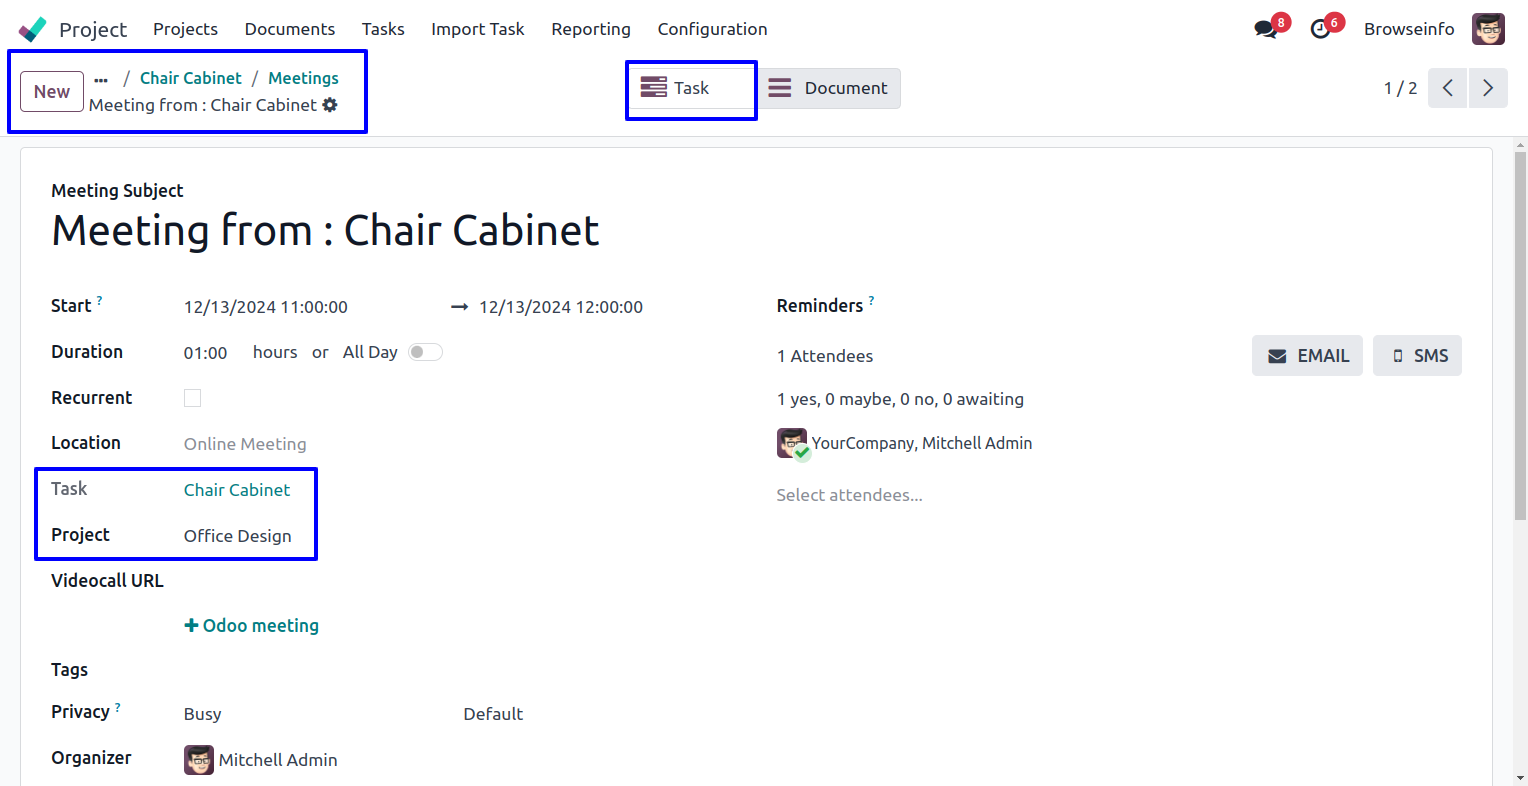 Project Projects Documents Tasks Import Task Reporting Configuration 8 6 Browseinfo
New ... / Chair Cabinet / Meetings
Meeting from : Chair Cabinet
Task Document 1 / 2
Meeting Subject
Meeting from : Chair Cabinet
Start ? 12/13/2024 11:00:00 → 12/13/2024 12:00:00
Duration 01:00 hours or All Day
Recurrent
Location Online Meeting
Task Chair Cabinet
Project Office Design
Videocall URL
+ Odoo meeting
Tags
Privacy ? Busy Default
Organizer Mitchell Admin
Reminders ?
1 Attendees EMAIL SMS
1 yes, 0 maybe, 0 no, 0 awaiting
YourCompany, Mitchell Admin
Select attendees...